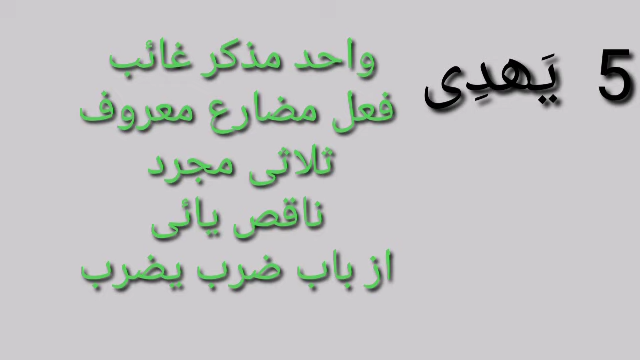 5 یَهدِی
واحد مذکر غائب
فعل مضارع معروف
ثلاثی مجرد
ناقص یائی
از باب ضرب یضرب